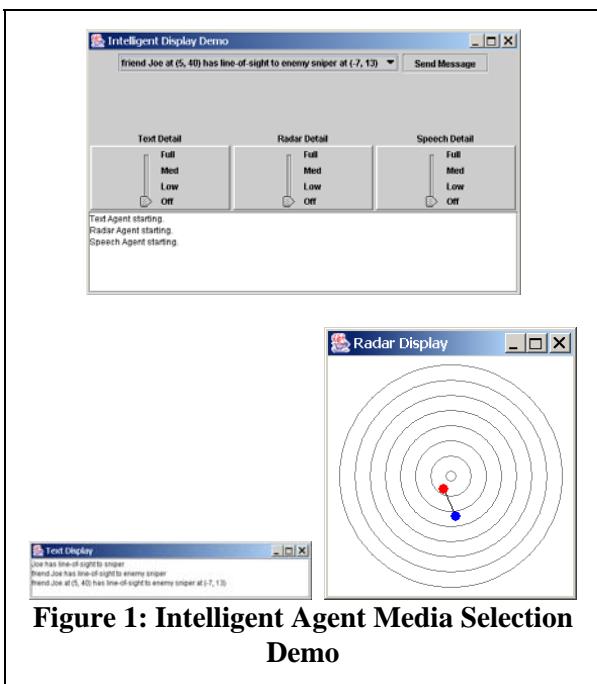 Intelligent Display Demo
friend Joe at (5, 40) has line-of-sight to enemy sniper at (-7, 13)
Send Message
Text Detail
Radar Detail
Speech Detail
Full
Full
Full
Med
Med
Med
Low
Low
Low
Off
Off
Off
Text Agent starting.
Radar Agent starting.
Speech Agent starting.
Radar Display
Text Display
Joe has line-of-sight to sniper
friend Joe has line-of-sight to enemy sniper
friend Joe at (5, 40) has line-of-sight to enemy sniper at (-7, 13)
Figure 1: Intelligent Agent Media Selection
Demo